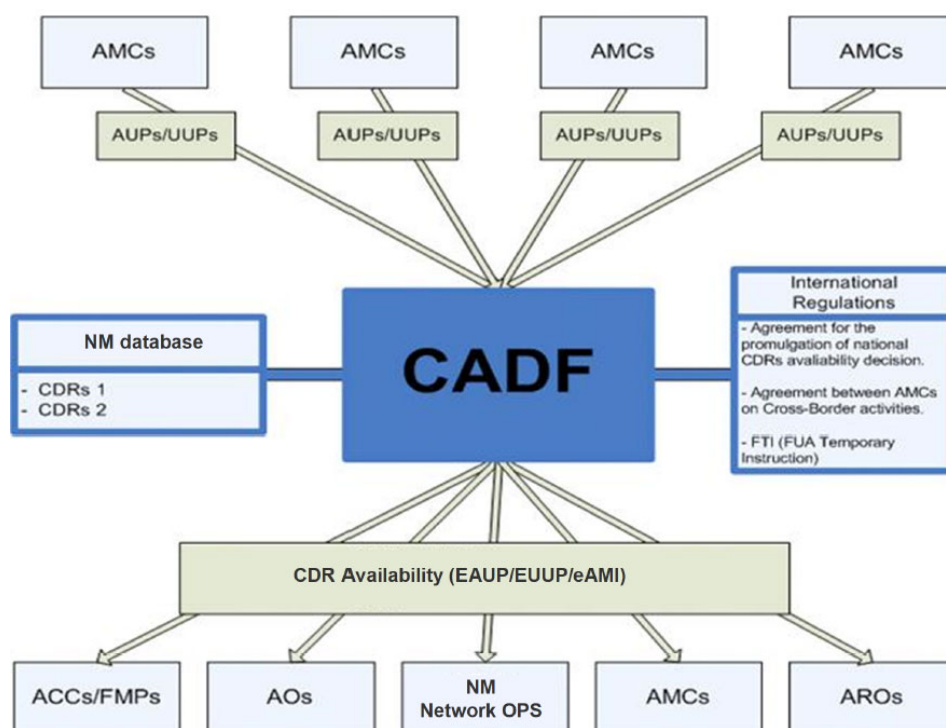 AMCs
AMCs
AMCs
AMCs
AUPs/UUPs
AUPs/UUPs
AUPs/UUPs
AUPs/UUPs
NM database
- CDRs 1
- CDRs 2
CADF
International
Regulations
- Agreement for the
promulgation of national
CDRs avaliability decision.
- Agreement between AMCs
on Cross-Border activities.
- FTI (FUA Temporary
Instruction)
CDR Availability (EAUP/EUUP/eAMI)
ACCs/FMPs
AOs
NM
Network OPS
AMCs
AROs